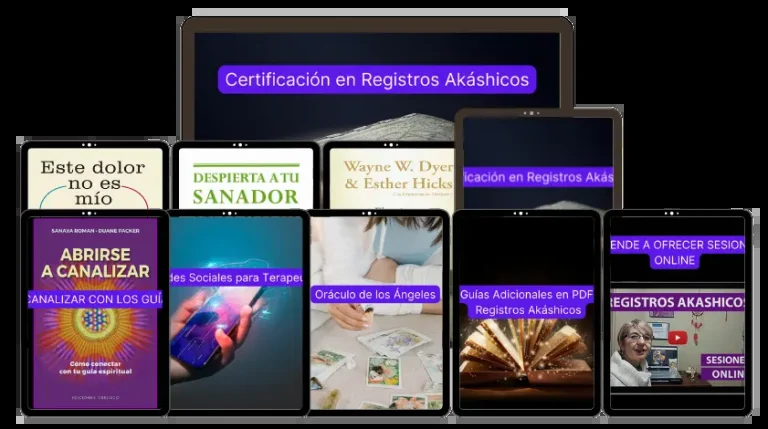 Certificación en Registros Akáshicos
Este dolor
no es
mío
DESPIERTA A TU
SANADOR
Wayne W. Dyer
& Esther Hicks
ficación en Registros Akás
SANAYA ROMAN - DUANE PACKER
ABRIRSE
A CANALIZAR
CANALIZAR CON LOS GUÍA
Cómo conectar
con tu guía espiritual
des Sociales para Terapeu
Oráculo de los Ángeles
Guías Adicionales en PDF
Registros Akáshicos
ENDE A OFRECER SESION
ONLINE
REGISTROS AKASHICOS
SESIONE
ONLIN